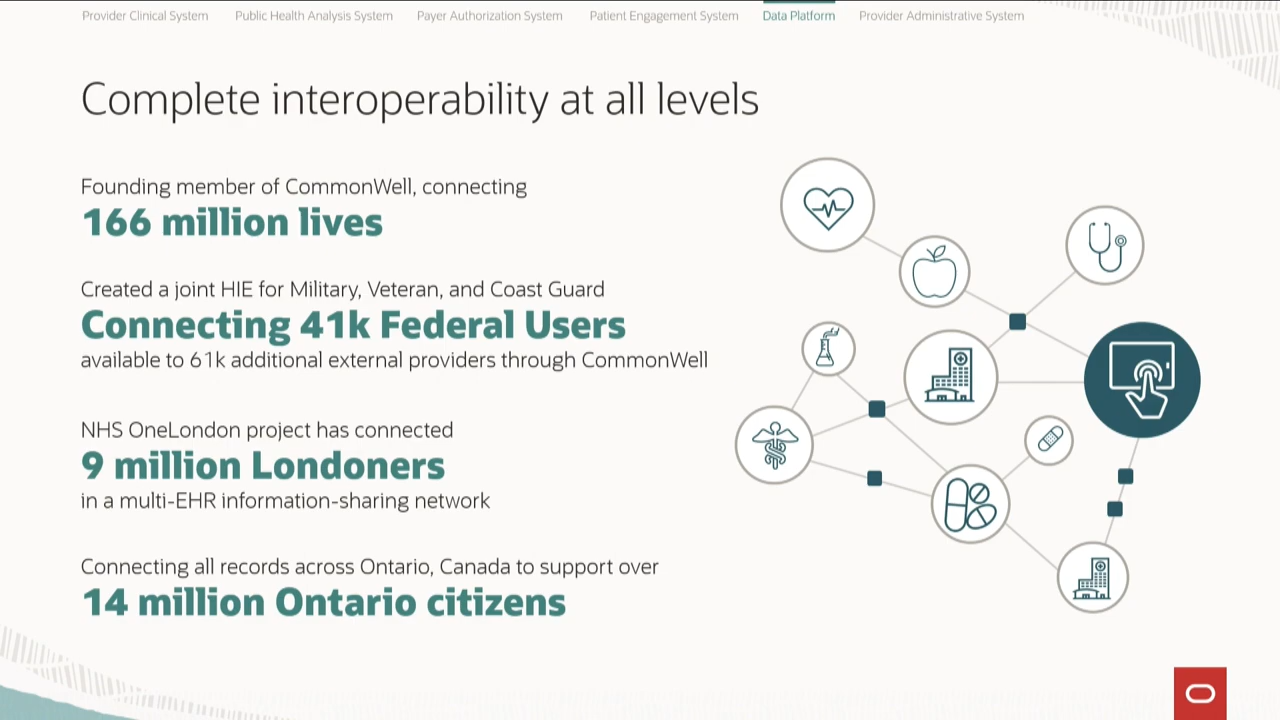 Provider Clinical System Public Health Analysis System Payer Authorization System Patient Engagement System Data Platform Provider Administrative System
Complete interoperability at all levels
Founding member of CommonWell, connecting
166 million lives
Created a joint HIE for Military, Veteran, and Coast Guard
Connecting 41k Federal Users
available to 61k additional external providers through CommonWell
NHS OneLondon project has connected
9 million Londoners
in a multi-EHR information-sharing network
Connecting all records across Ontario, Canada to support over
14 million Ontario citizens